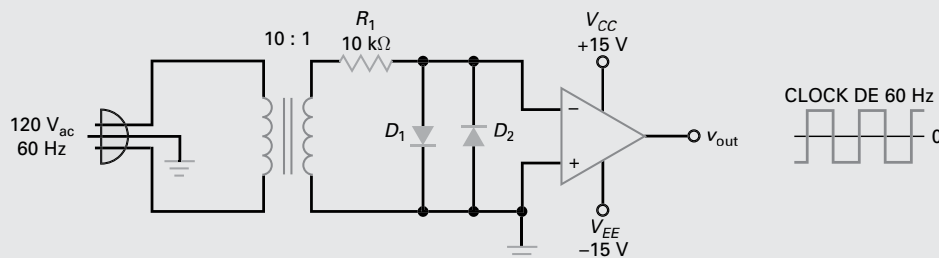 10 : 1
R1
10 kΩ
VCC
+15 V
120 Vac
60 Hz
D1
D2
−
+
vout
VEE
−15 V
CLOCK DE 60 Hz
0